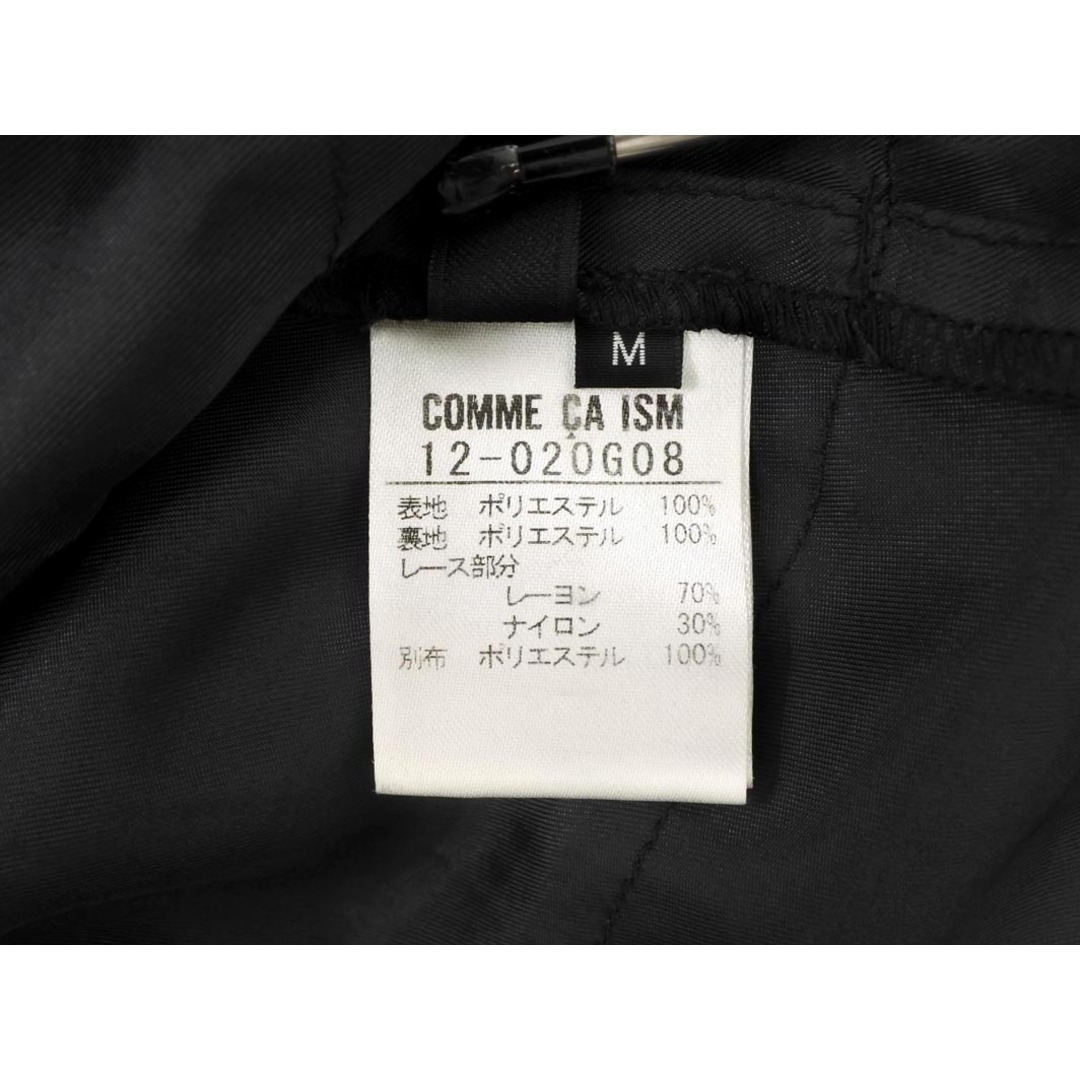 M
COMME ÇA ISM
12-020G08
表地 ポリエステル 100%
裏地 ポリエステル 100%
レース部分
レーヨン 70%
ナイロン 30%
別布 ポリエステル 100%